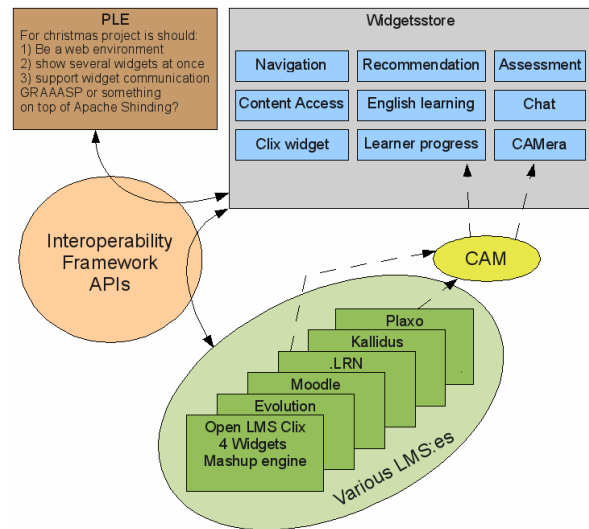 PLE
For christmas project is should:
1) Be a web environment
2) show several widgets at once
3) support widget communication
GRAAASP or something
on top of Apache Shinding?
Widgetsstore
Navigation
Recommendation
Assessment
Content Access
English learning
Chat
Clix widget
Learner progress
CAMera
Interoperability
Framework
APIs
CAM
Plaxo
Kallidus
.LRN
Moodle
Evolution
Open LMS Clix
4 Widgets
Mashup engine
Various LMS:es